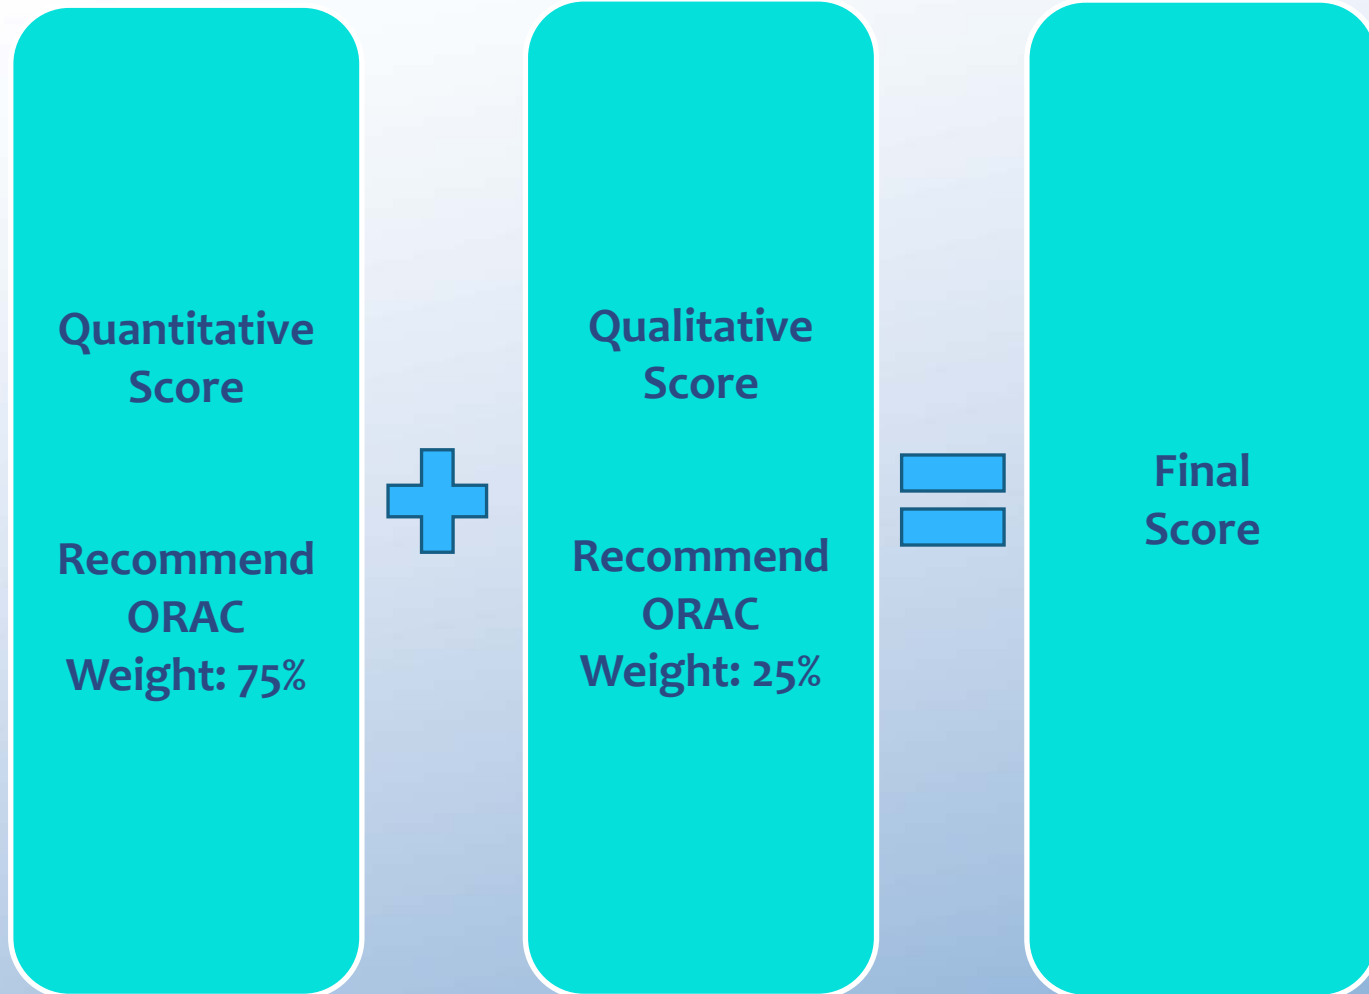 Quantitative
Score
Recommend
ORAC
Weight: 75%
Qualitative
Score
Recommend
ORAC
Weight: 25%
Final
Score